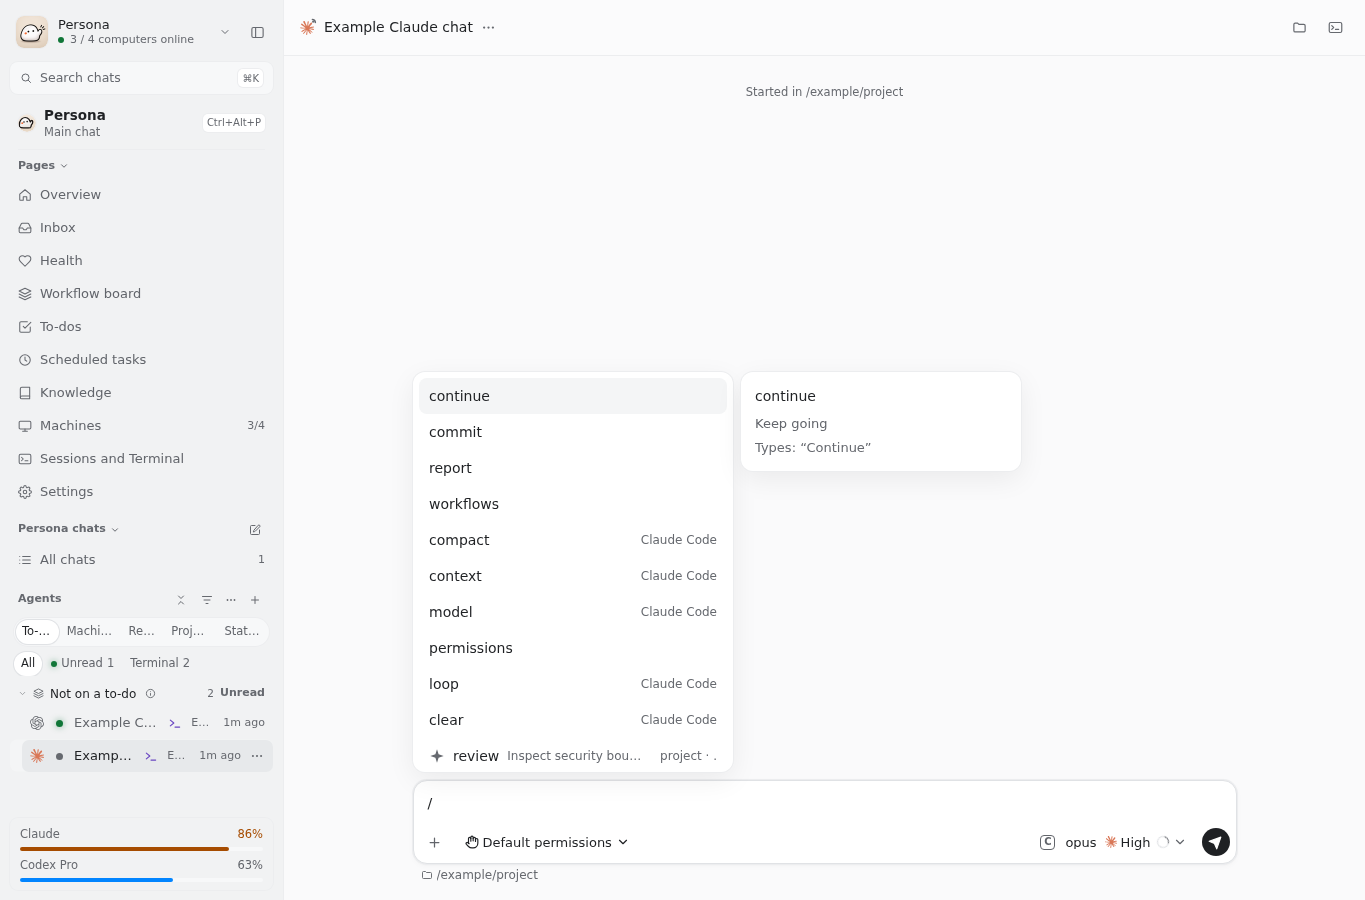 Persona
3 / 4 computers online
Search chats
⌘K
Persona
Main chat
Ctrl+Alt+P
Pages
Overview
Inbox
Health
Workflow board
To-dos
Scheduled tasks
Knowledge
Machines 3/4
Sessions and Terminal
Settings
Persona chats
All chats 1
Agents
To-... Machi... Re... Proj... Stat...
All Unread 1 Terminal 2
Not on a to-do 2 Unread
Example C... E... 1m ago
Examp... E... 1m ago
Claude 86%
Codex Pro 63%
Example Claude chat
Started in /example/project
continue
commit
report
workflows
compact Claude Code
context Claude Code
model Claude Code
permissions
loop Claude Code
clear Claude Code
review Inspect security bou... project · .
continue
Keep going
Types: “Continue”
/
Default permissions
C opus High
/example/project